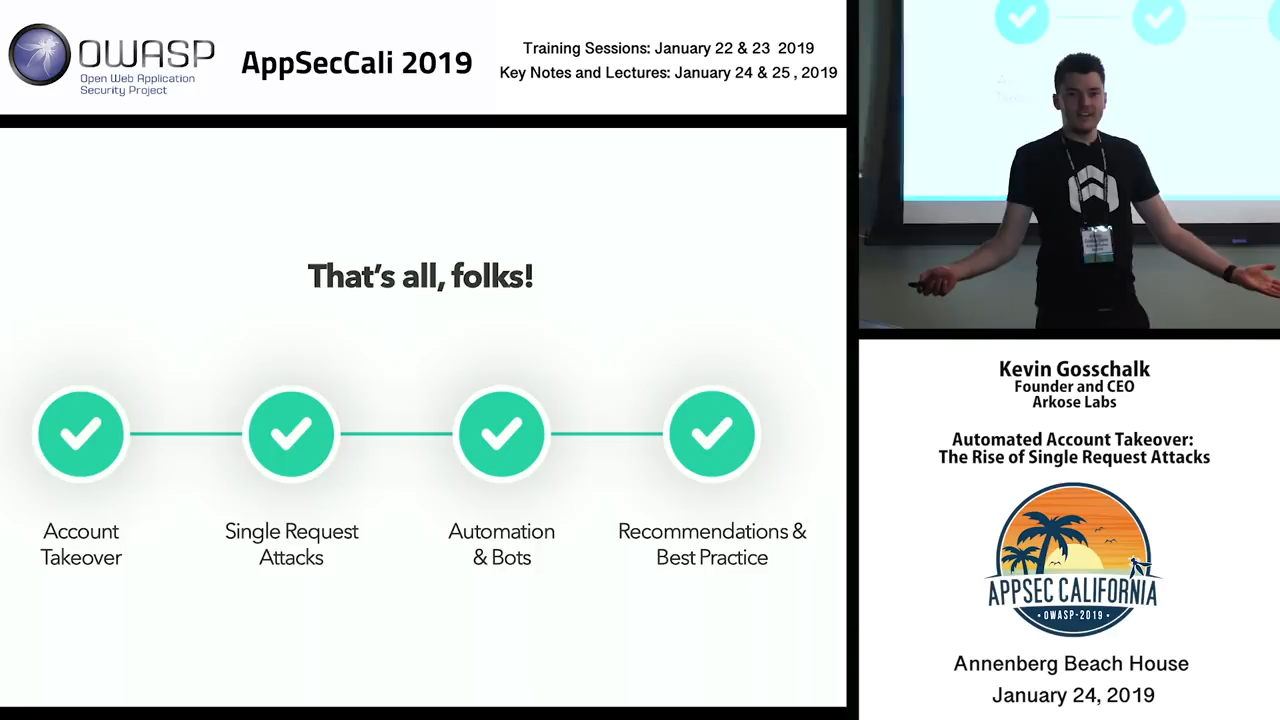 OWASP
Open Web Application
Security Project
AppSecCali 2019
Training Sessions: January 22 & 23 2019
Key Notes and Lectures: January 24 & 25 , 2019
That's all, folks!
Account
Takeover
Single Request
Attacks
Automation
& Bots
Recommendations &
Best Practice
Kevin Gosschalk
Founder and CEO
Arkose Labs
Automated Account Takeover:
The Rise of Single Request Attacks
APPSEC CALIFORNIA
• OWASP-2019 •
Annenberg Beach House
January 24, 2019